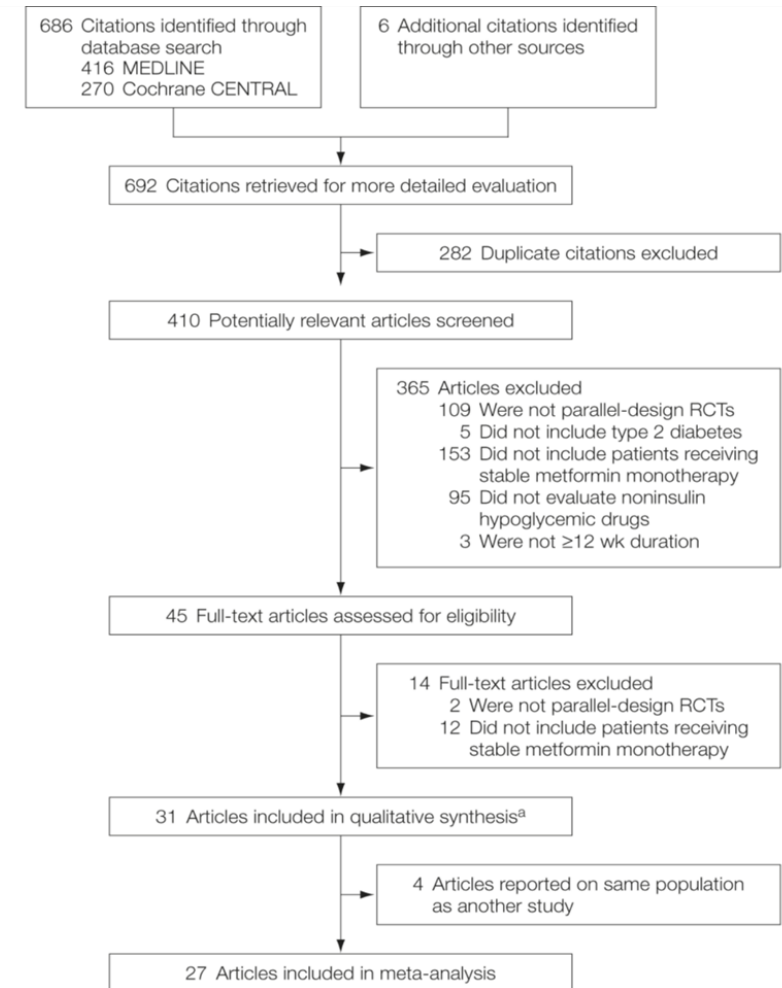 686 Citations identified through
database search
416 MEDLINE
270 Cochrane CENTRAL
6 Additional citations identified
through other sources
692 Citations retrieved for more detailed evaluation
282 Duplicate citations excluded
410 Potentially relevant articles screened
365 Articles excluded
109 Were not parallel-design RCTs
5 Did not include type 2 diabetes
153 Did not include patients receiving
stable metformin monotherapy
95 Did not evaluate noninsulin
hypoglycemic drugs
3 Were not ≥12 wk duration
45 Full-text articles assessed for eligibility
14 Full-text articles excluded
2 Were not parallel-design RCTs
12 Did not include patients receiving
stable metformin monotherapy
31 Articles included in qualitative synthesisᵃ
4 Articles reported on same population
as another study
27 Articles included in meta-analysis